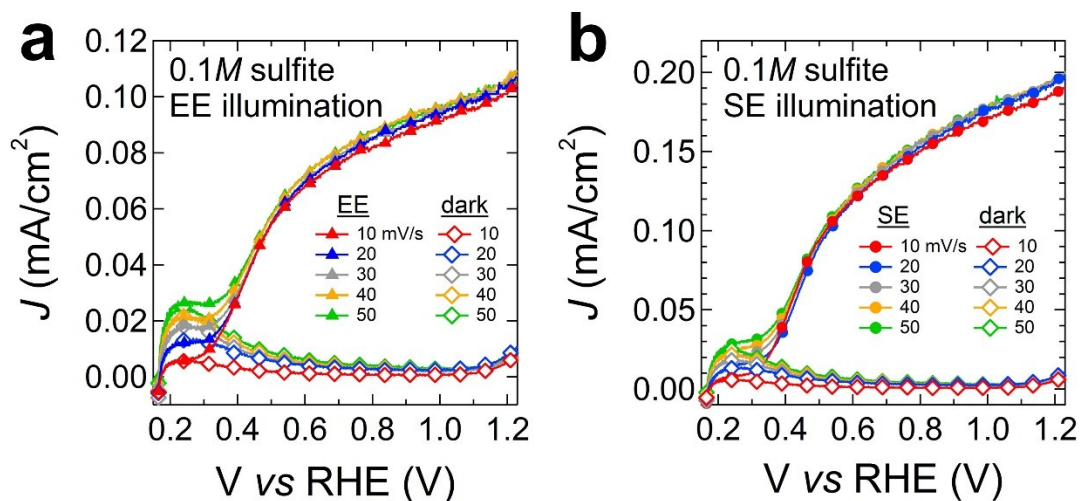 a
0.1M sulfite
EE illumination
J (mA/cm²)
0.12
0.10
0.08
0.06
0.04
0.02
0.00
EE dark
10 mV/s 10
20 20
30 30
40 40
50 50
0.2 0.4 0.6 0.8 1.0 1.2
V vs RHE (V)
b
0.1M sulfite
SE illumination
J (mA/cm²)
0.20
0.15
0.10
0.05
0.00
SE dark
10 mV/s 10
20 20
30 30
40 40
50 50
0.2 0.4 0.6 0.8 1.0 1.2
V vs RHE (V)